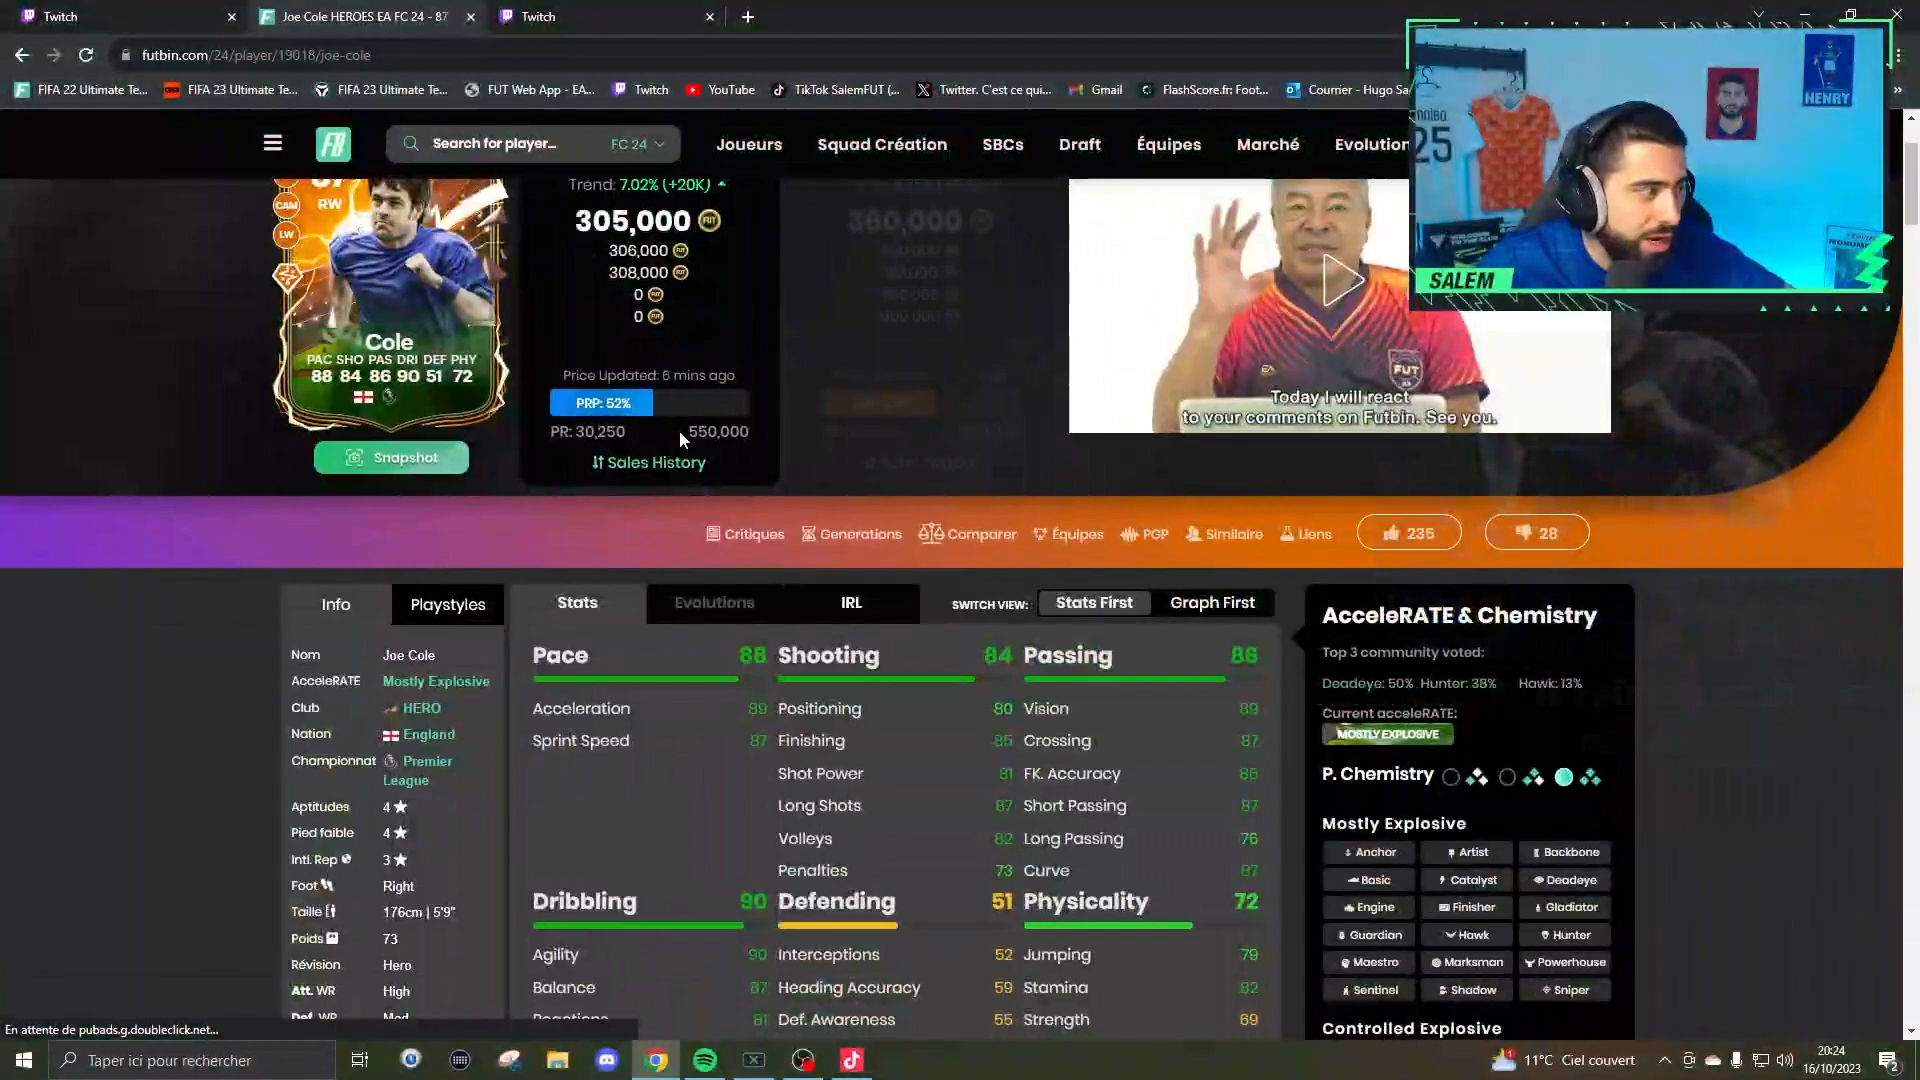 Twitch
Joe Cole HEROES EA FC 24 - 87
Twitch
futbin.com/24/player/19018/joe-cole
FIFA 22 Ultimate Te...
FIFA 23 Ultimate Te...
FIFA 23 Ultimate Te...
FUT Web App - EA...
Twitch
YouTube
TikTok SalemFUT (...
Twitter. C'est ce qui...
Gmail
FlashScore.fr: Foot...
Courrier - Hugo Sa
Search for player...
FC 24
Joueurs
Squad Création
SBCs
Draft
Équipes
Marché
Evolution
HENRY
25
SALEM
RW
CAM
LW
Cole
PAC SHO PAS DRI DEF PHY
88 84 86 90 51 72
Snapshot
Trend: 7.02% (+20K)
305,000
306,000
308,000
0
0
Price Updated: 6 mins ago
PRP: 52%
PR: 30,250
550,000
Sales History
360,000
FUT
Today I will react
to your comments on Futbin. See you.
Critiques
Generations
Comparer
Équipes
PGP
Similaire
Liens
235
28
Info
Playstyles
Nom Joe Cole
AcceleRATE Mostly Explosive
Club HERO
Nation England
Championnat Premier
League
Aptitudes 4
Pied faible 4
Intl. Rep 3
Foot Right
Taille 176cm | 5'9"
Poids 73
Révision Hero
Att. WR High
Def. WR Med
Stats
Evolutions
IRL
SWITCH VIEW:
Stats First
Graph First
Pace 88
Acceleration 89
Sprint Speed 87
Shooting 84
Positioning 80
Finishing 85
Shot Power 81
Long Shots 87
Volleys 82
Penalties 73
Passing 86
Vision 89
Crossing 87
FK. Accuracy 86
Short Passing 87
Long Passing 76
Curve 87
Dribbling 90
Agility 90
Balance 87
Reactions 81
Defending 51
Interceptions 52
Heading Accuracy 59
Def. Awareness 55
Physicality 72
Jumping 79
Stamina 82
Strength 69
AcceleRATE & Chemistry
Top 3 community voted:
Deadeye: 50% Hunter: 38% Hawk: 13%
Current acceleRATE:
MOSTLY EXPLOSIVE
P. Chemistry
Mostly Explosive
Anchor
Artist
Backbone
Basic
Catalyst
Deadeye
Engine
Finisher
Gladiator
Guardian
Hawk
Hunter
Maestro
Marksman
Powerhouse
Sentinel
Shadow
Sniper
Controlled Explosive
En attente de pubads.g.doubleclick.net...
Taper ici pour rechercher
11°C Ciel couvert
20:24
16/10/2023
2